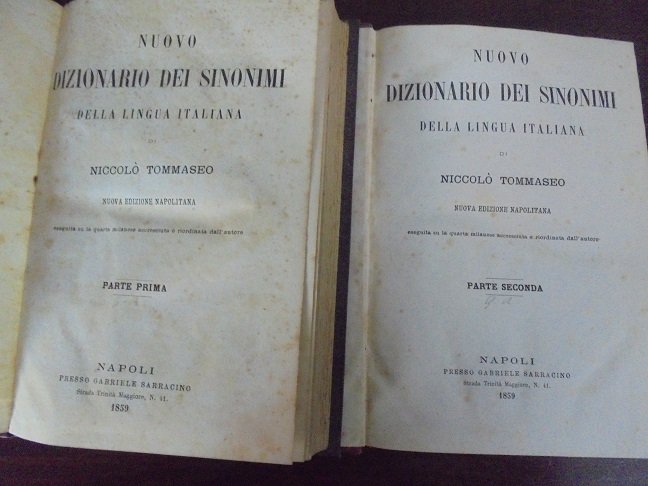 NUOVO
DIZIONARIO DEI SINONIMI
DELLA LINGUA ITALIANA
DI
NICCOLÒ TOMMASEO
NUOVA EDIZIONE NAPOLITANA
eseguita su la quarta milanese accresciuta e riordinata dall'autore
PARTE PRIMA
NAPOLI
PRESSO GABRIELE SARRACINO
Strada Trinità Maggiore, N. 41.
1859
NUOVO
DIZIONARIO DEI SINONIMI
DELLA LINGUA ITALIANA
DI
NICCOLÒ TOMMASEO
NUOVA EDIZIONE NAPOLITANA
eseguita su la quarta milanese accresciuta e riordinata dall'autore
PARTE SECONDA
NAPOLI
PRESSO GABRIELE SARRACINO
Strada Trinità Maggiore, N. 41.
1859